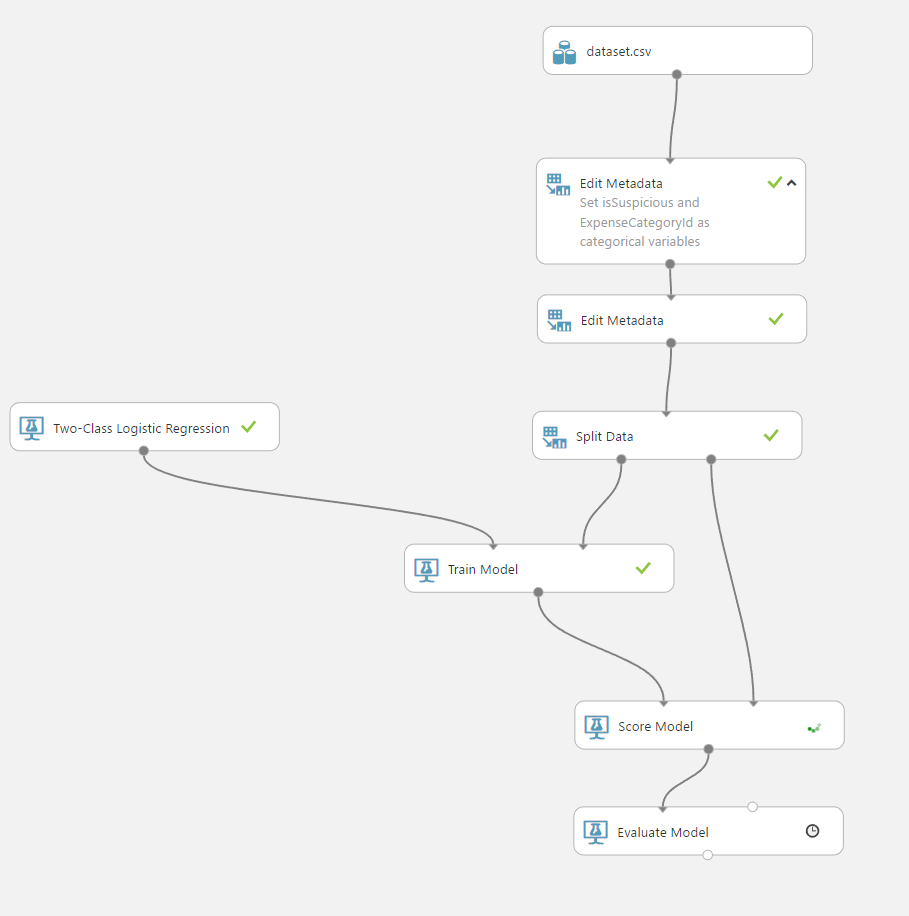 dataset.csv
Edit Metadata
Set isSuspicious and
ExpenseCategoryId as
categorical variables
Edit Metadata
Two-Class Logistic Regression
Split Data
Train Model
Score Model
Evaluate Model